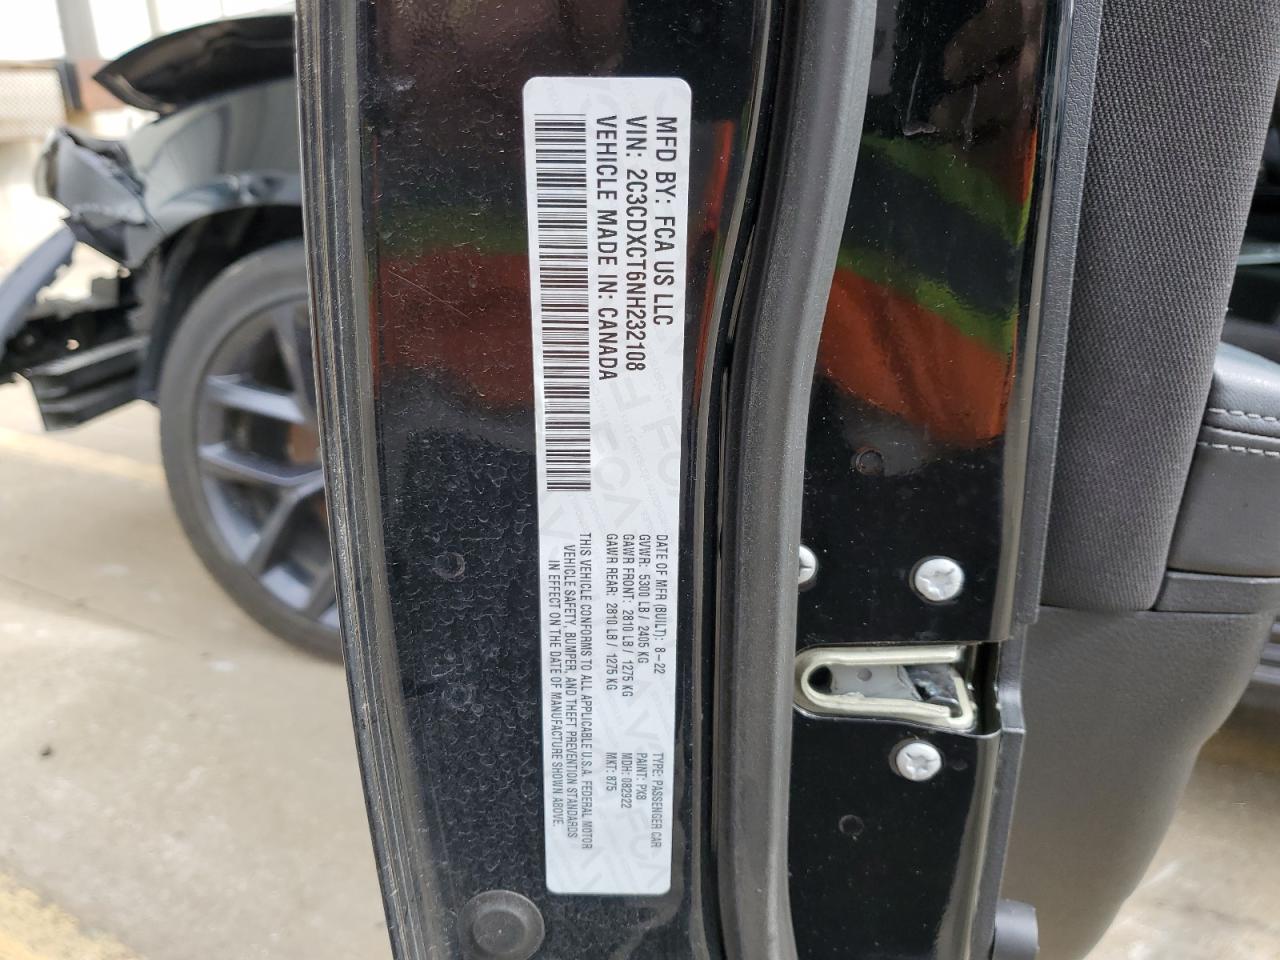 MFD BY: FCA US LLC
VIN: 2C3CDXCT6NH232108
VEHICLE MADE IN: CANADA
DATE OF MFR (BUILT): 8-22
GVWR: 5300 LB / 2405 KG
GAWR FRONT: 2810 LB / 1275 KG
GAWR REAR: 2810 LB / 1275 KG
THIS VEHICLE CONFORMS TO ALL APPLICABLE U.S.A. FEDERAL MOTOR
VEHICLE SAFETY, BUMPER, AND THEFT PREVENTION STANDARDS
IN EFFECT ON THE DATE OF MANUFACTURE SHOWN ABOVE.
TYPE: PASSENGER CAR
PAINT: PX8
MDH: 082922
MKT: 875